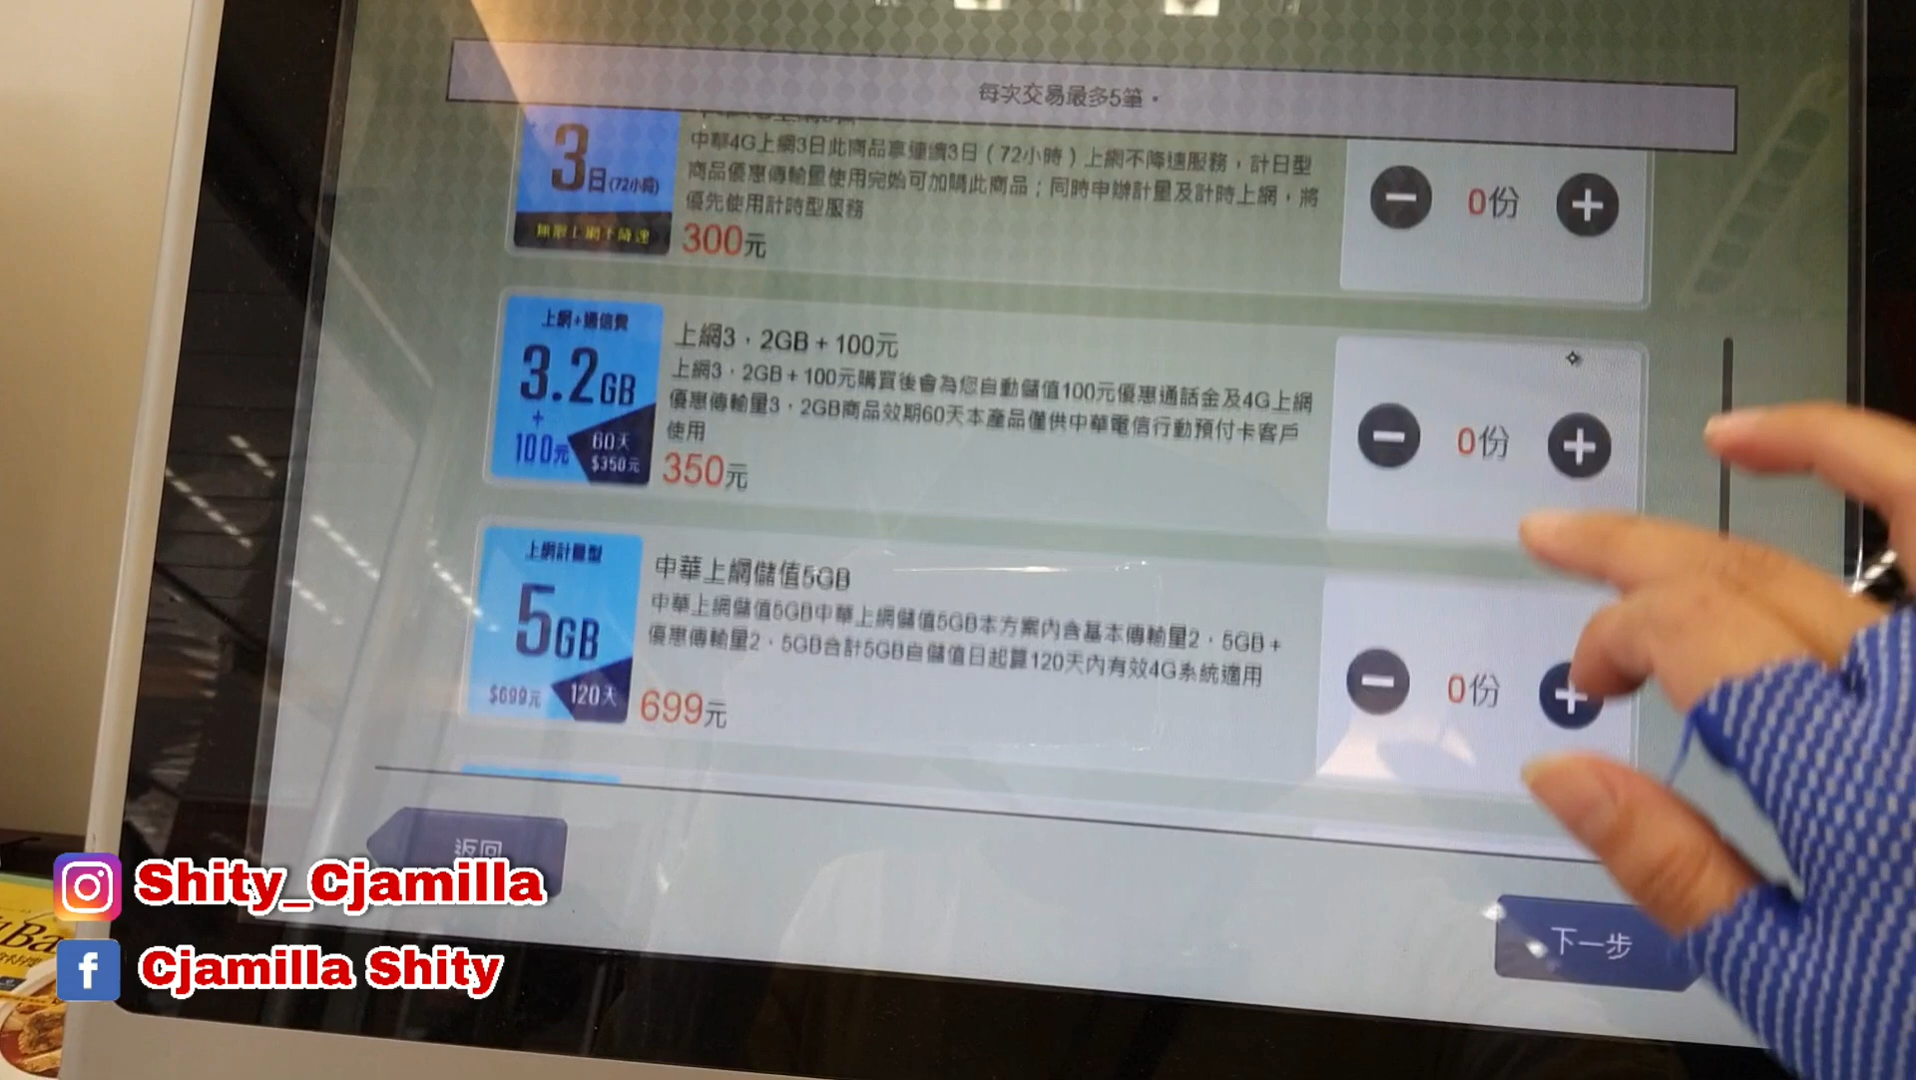 每次交易最多5筆。
3日(72小時)
無限上網不降速
中華4G上網3日此商品享連續3日(72小時)上網不降速服務,計日型
商品優惠傳輸量使用完始可加購此商品;同時申辦計量及計時上網,將
優先使用計時型服務
300元
0份
上網+通信費
3.2GB
+
100元
60天
$350元
上網3.2GB+100元
上網3.2GB+100元購買後會為您自動儲值100元優惠通話金及4G上網
優惠傳輸量3.2GB商品效期60天本產品僅供中華電信行動預付卡客戶
使用
350元
0份
上網計量型
5GB
$699元
120天
中華上網儲值5GB
中華上網儲值5GB中華上網儲值5GB本方案內含基本傳輸量2.5GB+
優惠傳輸量2.5GB合計5GB自儲值日起算120天內有效4G系統適用
699元
0份
返回
下一步
Shity_Cjamilla
Cjamilla Shity